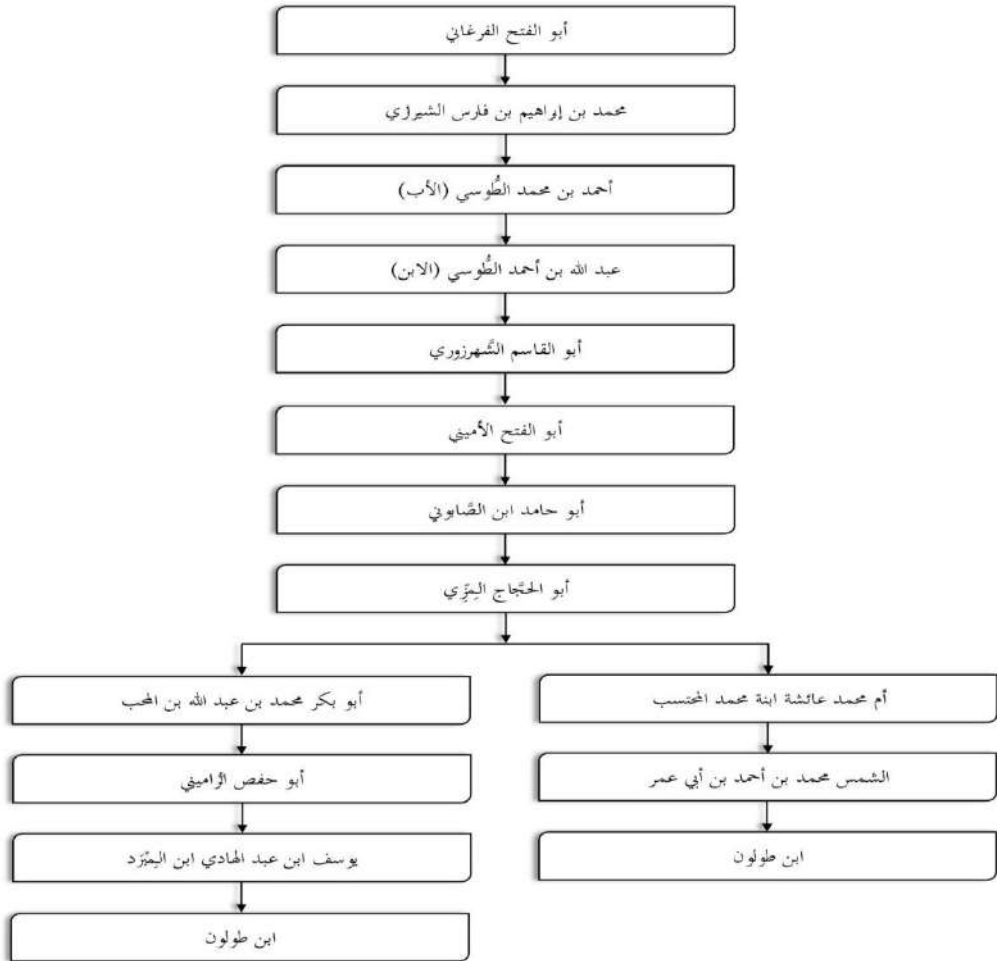 أبو الفتح الفرغاني
محمد بن إبراهيم بن فارس الشيرازي
أحمد بن محمد الطُّوسي (الأب)
عبد الله بن أحمد الطُّوسي (الابن)
أبو القاسم الشَّهرزوري
أبو الفتح الأميني
أبو حامد ابن الصَّابوني
أبو الحجَّاج المِزِّي
أم محمد عائشة ابنة محمد المحتسب
أبو بكر محمد بن عبد الله بن المحب
الشمس محمد بن أحمد بن أبي عمر
أبو حفص الراميني
ابن طولون
يوسف ابن عبد الهادي ابن المِبْرَد
ابن طولون